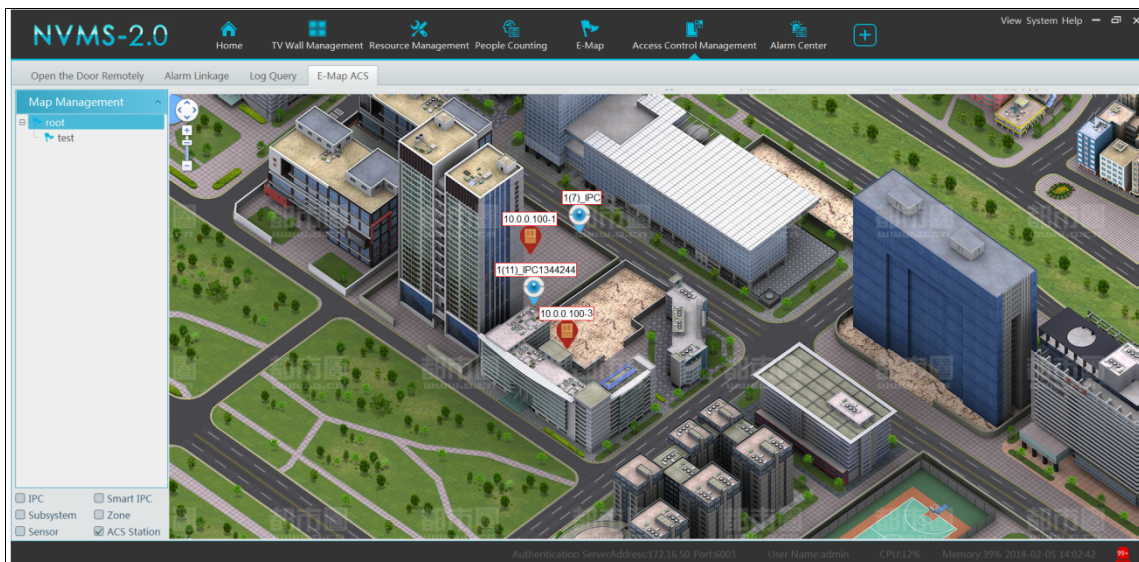 NVMS-2.0
Home
TV Wall Management
Resource Management
People Counting
E-Map
Access Control Management
Alarm Center
View System Help
Open the Door Remotely
Alarm Linkage
Log Query
E-Map ACS
Map Management
root
test
1(7)_IPC
10.0.0.100-1
1(11)_IPC1344244
10.0.0.100-3
都市圈
IPC
Smart IPC
Subsystem
Zone
Sensor
ACS Station
Authentication ServerAddress:172.16.50 Port:6003
User Name:admin
CPU:12%
Memory:39%
2018-02-05 14:02:42
99+